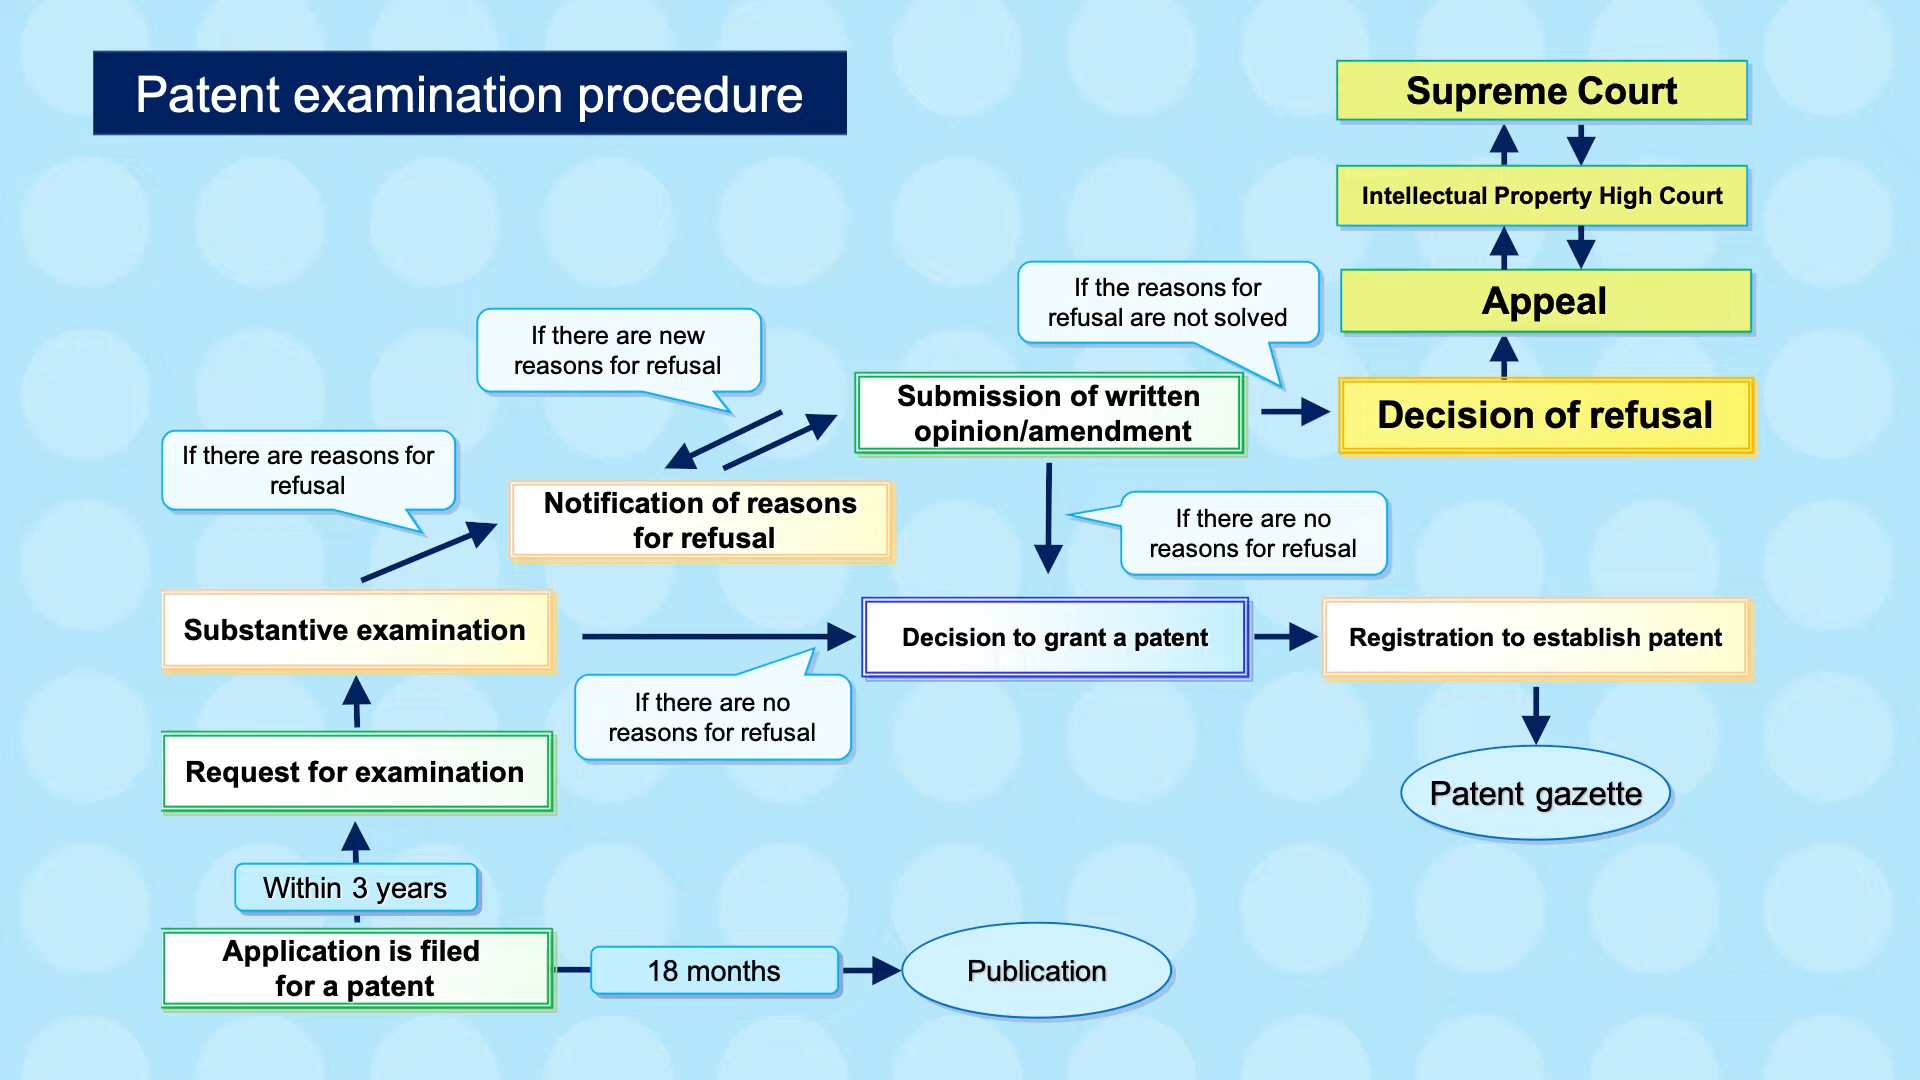 Patent examination procedure
Supreme Court
Intellectual Property High Court
Appeal
If the reasons for
refusal are not solved
If there are new
reasons for refusal
Submission of written
opinion/amendment
Decision of refusal
If there are reasons for
refusal
Notification of reasons
for refusal
If there are no
reasons for refusal
Substantive examination
Decision to grant a patent
Registration to establish patent
If there are no
reasons for refusal
Request for examination
Patent gazette
Within 3 years
Application is filed
for a patent
18 months
Publication